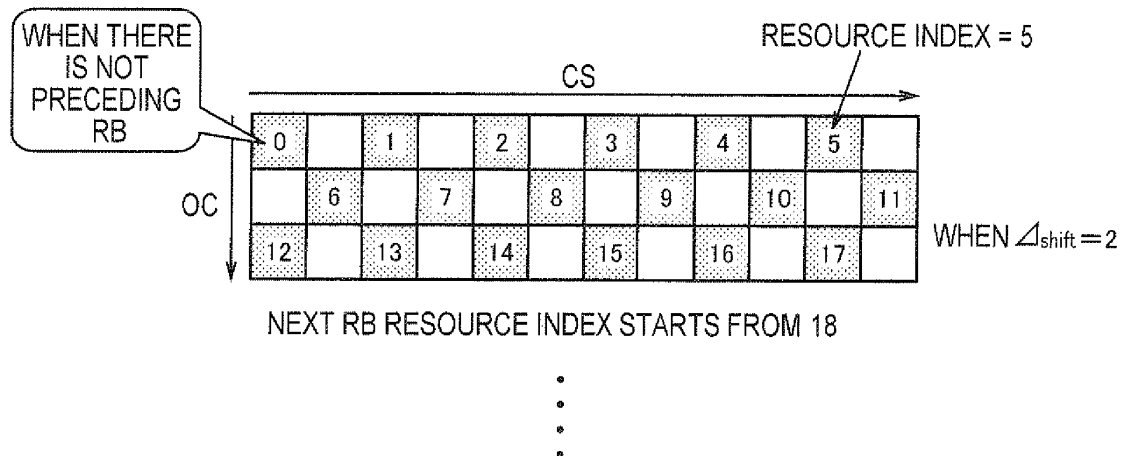 WHEN THERE
IS NOT
PRECEDING
RB
RESOURCE INDEX = 5
CS
OC
0 1 2 3 4 5
6 7 8 9 10 11
12 13 14 15 16 17
WHEN ⊿shift=2
NEXT RB RESOURCE INDEX STARTS FROM 18